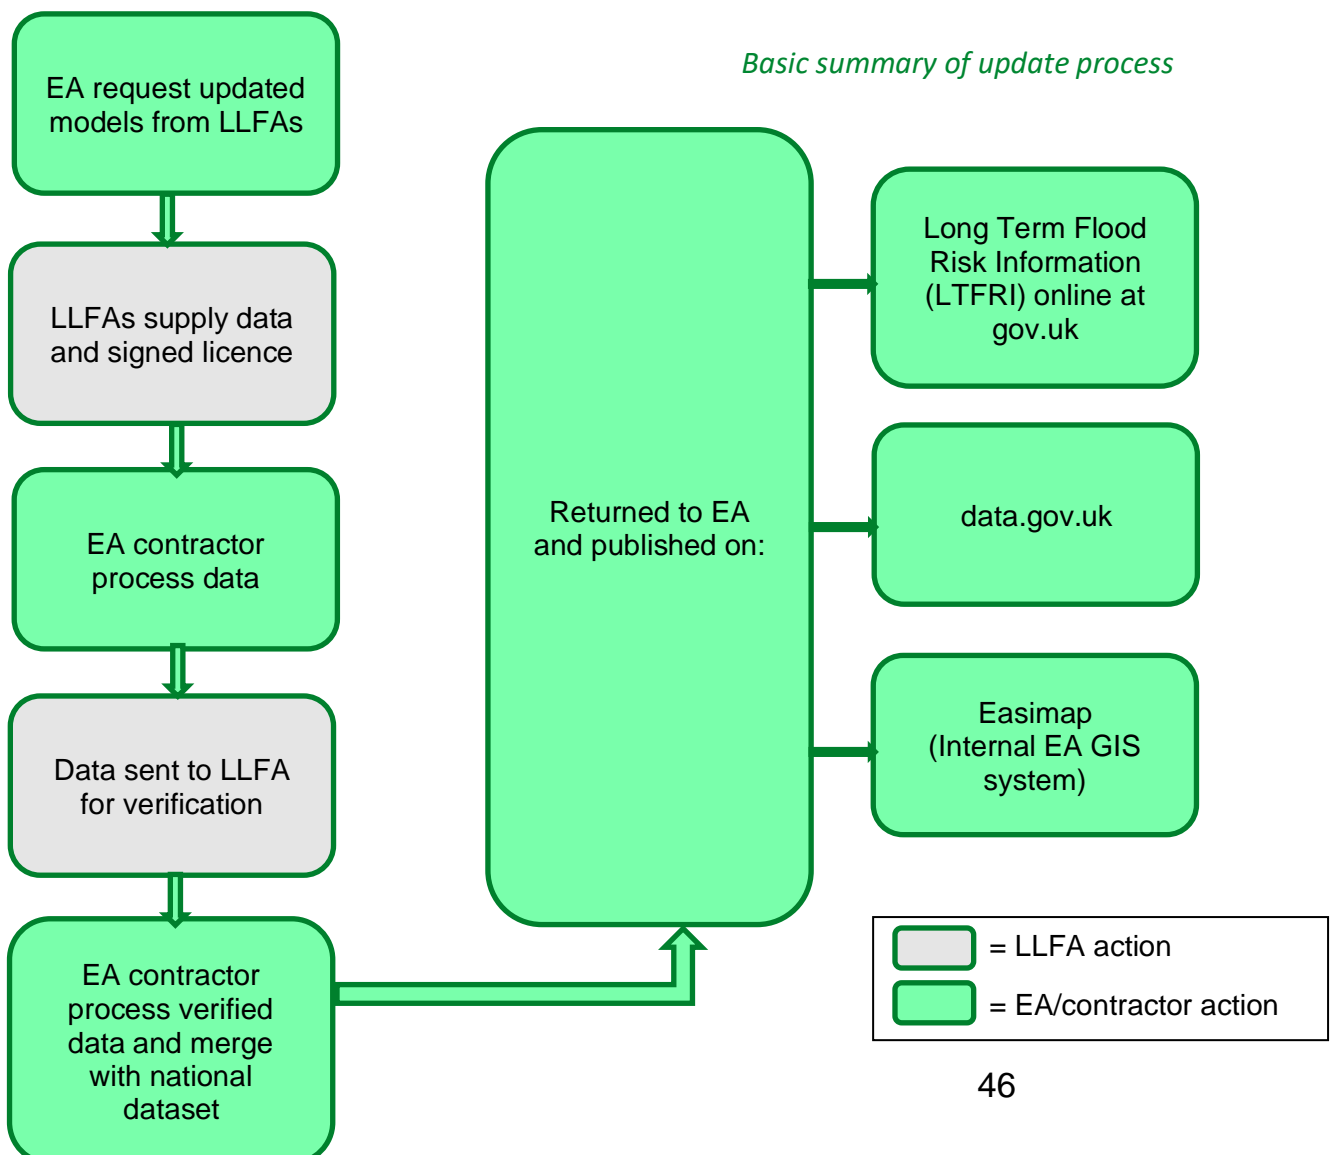 Basic summary of update process
EA request updated
models from LLFAs
LLFAs supply data
and signed licence
EA contractor
process data
Data sent to LLFA
for verification
EA contractor
process verified
data and merge
with national
dataset
Returned to EA
and published on:
Long Term Flood
Risk Information
(LTFRI) online at
gov.uk
data.gov.uk
Easimap
(Internal EA GIS
system)
= LLFA action
= EA/contractor action
46